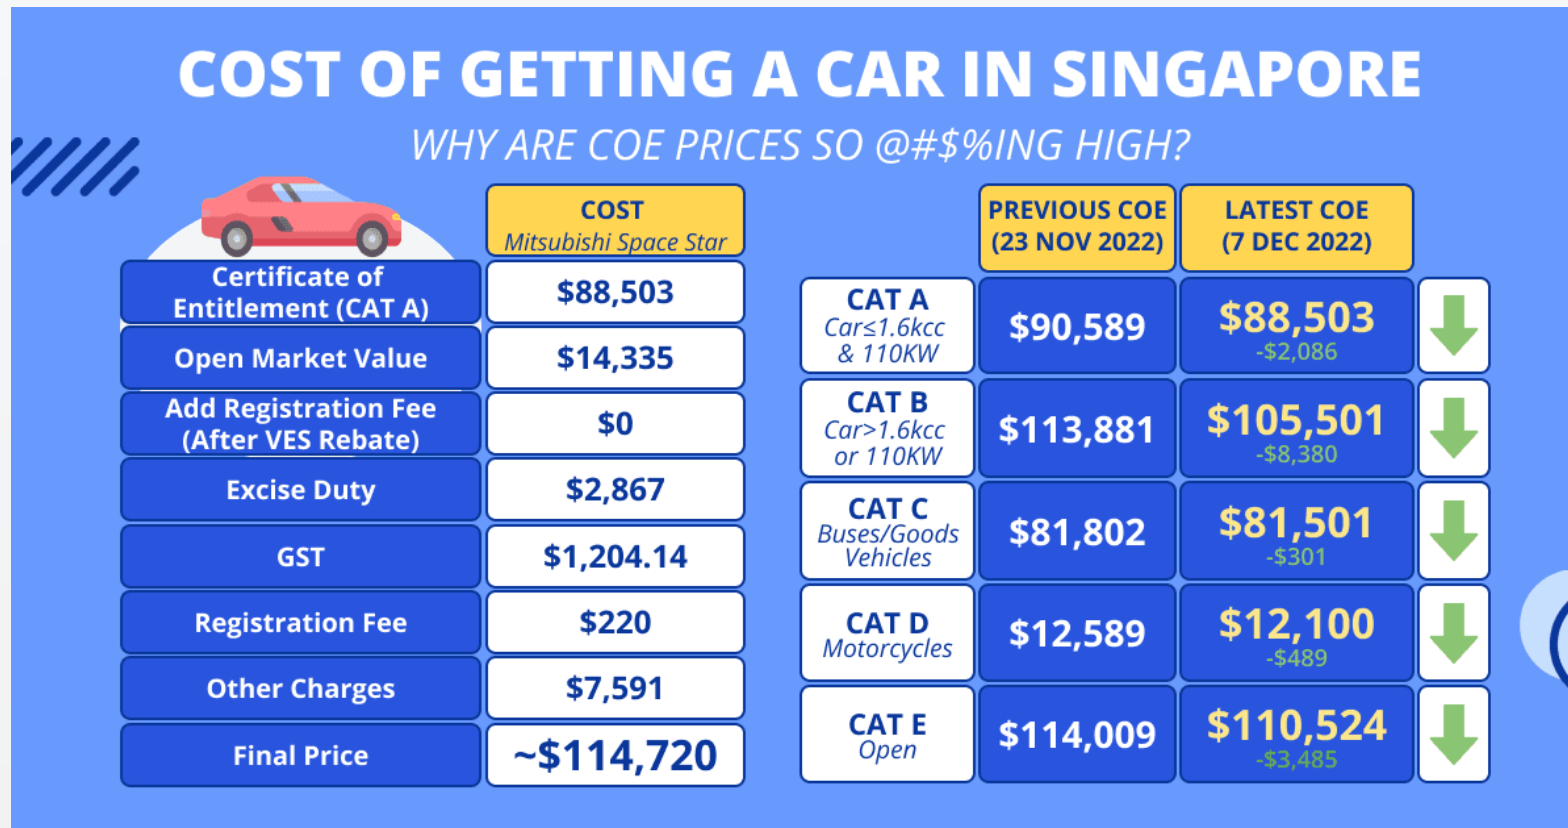 COST OF GETTING A CAR IN SINGAPORE
WHY ARE COE PRICES SO @#$%ING HIGH?
COST
Mitsubishi Space Star
Certificate of
Entitlement (CAT A)
$88,503
Open Market Value
$14,335
Add Registration Fee
(After VES Rebate)
$0
Excise Duty
$2,867
GST
$1,204.14
Registration Fee
$220
Other Charges
$7,591
Final Price
~$114,720
PREVIOUS COE
(23 NOV 2022)
LATEST COE
(7 DEC 2022)
CAT A
Car≤1.6kcc
& 110KW
$90,589
$88,503
-$2,086
CAT B
Car>1.6kcc
or 110KW
$113,881
$105,501
-$8,380
CAT C
Buses/Goods
Vehicles
$81,802
$81,501
-$301
CAT D
Motorcycles
$12,589
$12,100
-$489
CAT E
Open
$114,009
$110,524
-$3,485